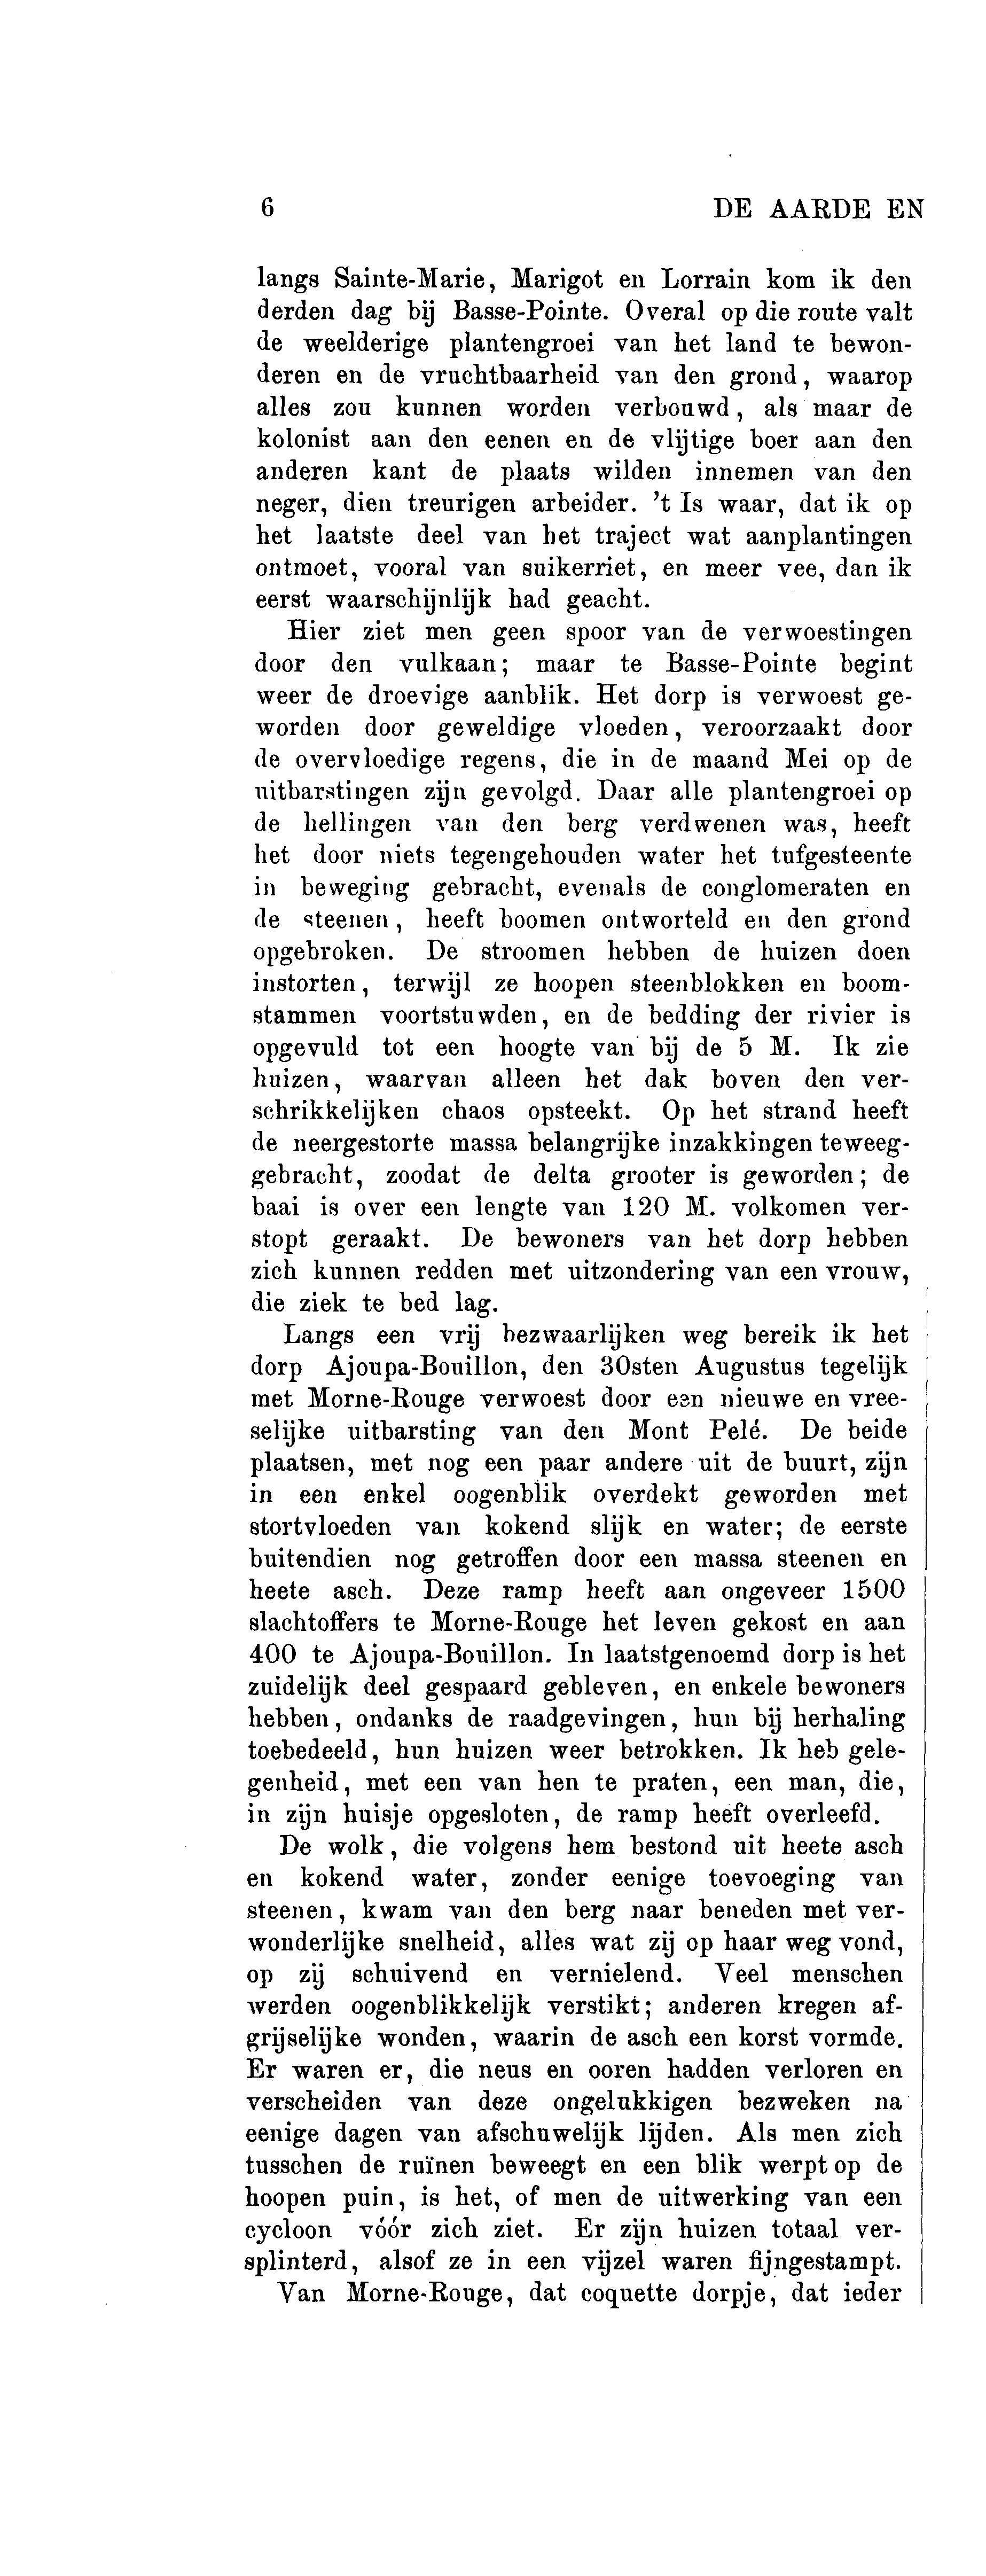 6 DE AARDE EN
langs Sainte-Marie, Marigot en Lorrain kom ik den
derden dag bij Basse-Pointe. Overal op die route valt
de weelderige plantengroei van het land te bewon-
deren en de vruchtbaarheid van den grond, waarop
alles zou kunnen worden verbouwd, als maar de
kolonist aan den eenen en de vlijtige boer aan den
anderen kant de plaats wilden innemen van den
neger, dien treurigen arbeider. 't Is waar, dat ik op
het laatste deel van het traject wat aanplantingen
ontmoet, vooral van suikerriet, en meer vee, dan ik
eerst waarschijnlijk had geacht.
Hier ziet men geen spoor van de verwoestingen
door den vulkaan; maar te Basse-Pointe begint
weer de droevige aanblik. Het dorp is verwoest ge-
worden door geweldige vloeden, veroorzaakt door
de overvloedige regens, die in de maand Mei op de
uitbarstingen zijn gevolgd. Daar alle plantengroei op
de hellingen van den berg verdwenen was, heeft
het door niets tegengehouden water het tufgesteente
in beweging gebracht, evenals de conglomeraten en
de steenen, heeft boomen ontworteld en den grond
opgebroken. De stroomen hebben de huizen doen
instorten, terwijl ze hoopen steenblokken en boom-
stammen voortstuwden, en de bedding der rivier is
opgevuld tot een hoogte van bij de 5 M. Ik zie
huizen, waarvan alleen het dak boven den ver-
schrikkelijken chaos opsteekt. Op het strand heeft
de neergestorte massa belangrijke inzakkingen teweeg-
gebracht, zoodat de delta grooter is geworden; de
baai is over een lengte van 120 M. volkomen ver-
stopt geraakt. De bewoners van het dorp hebben
zich kunnen redden met uitzondering van een vrouw,
die ziek te bed lag.
Langs een vrij bezwaarlijken weg bereik ik het
dorp Ajoupa-Bouillon, den 30sten Augustus tegelijk
met Morne-Rouge verwoest door een nieuwe en vree-
selijke uitbarsting van den Mont Pelé. De beide
plaatsen, met nog een paar andere uit de buurt, zijn
in een enkel oogenblik overdekt geworden met
stortvloeden van kokend slijk en water; de eerste
buitendien nog getroffen door een massa steenen en
heete asch. Deze ramp heeft aan ongeveer 1500
slachtoffers te Morne-Rouge het leven gekost en aan
400 te Ajoupa-Bouillon. In laatstgenoemd dorp is het
zuidelijk deel gespaard gebleven, en enkele bewoners
hebben, ondanks de raadgevingen, hun bij herhaling
toebedeeld, hun huizen weer betrokken. Ik heb gele-
genheid, met een van hen te praten, een man, die,
in zijn huisje opgesloten, de ramp heeft overleefd.
De wolk, die volgens hem bestond uit heete asch
en kokend water, zonder eenige toevoeging van
steenen, kwam van den berg naar beneden met ver-
wonderlijke snelheid, alles wat zij op haar weg vond,
op zij schuivend en vernielend. Veel menschen
werden oogenblikkelijk verstikt; anderen kregen af-
grijselijke wonden, waarin de asch een korst vormde.
Er waren er, die neus en ooren hadden verloren en
verscheiden van deze ongelukkigen bezweken na
eenige dagen van afschuwelijk lijden. Als men zich
tusschen de ruïnen beweegt en een blik werpt op de
hoopen puin, is het, of men de uitwerking van een
cycloon vóór zich ziet. Er zijn huizen totaal ver-
splinterd, alsof ze in een vijzel waren fijngestampt.
Van Morne-Rouge, dat coquette dorpje, dat ieder